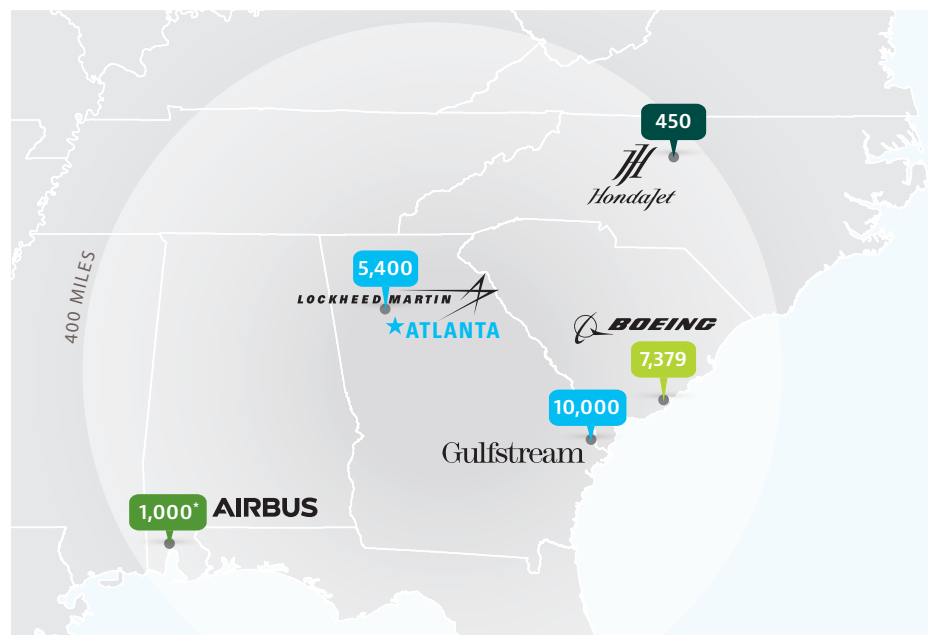 450
HondaJet
400 MILES
5,400
LOCKHEED MARTIN
ATLANTA
BOEING
7,379
10,000
Gulfstream
1,000*
AIRBUS